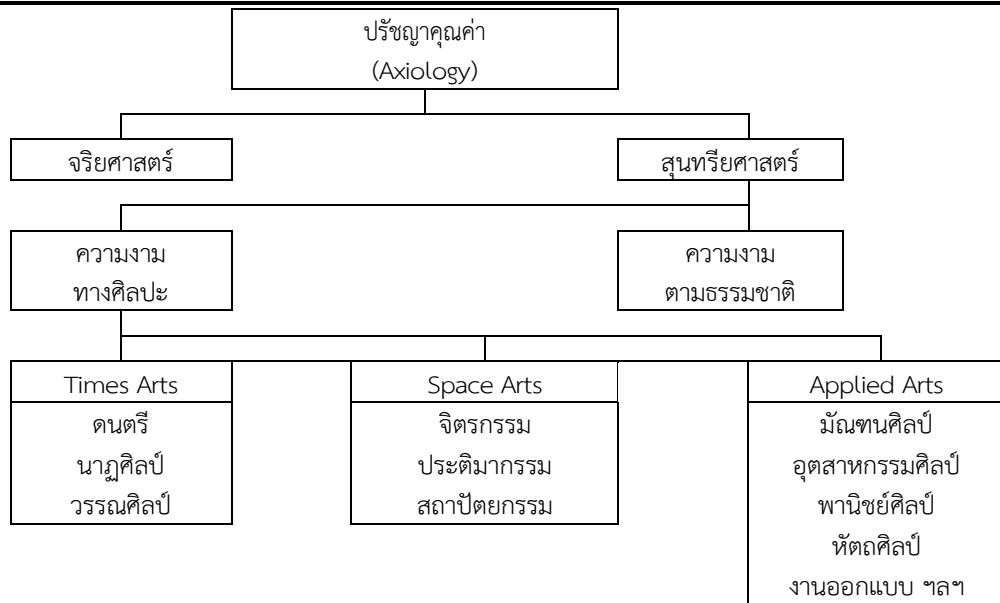 ปรัชญาคุณค่า
(Axiology)
จริยศาสตร์
สุนทรียศาสตร์
ความงาม
ทางศิลปะ
ความงาม
ตามธรรมชาติ
Times Arts
ดนตรี
นาฏศิลป์
วรรณศิลป์
Space Arts
จิตรกรรม
ประติมากรรม
สถาปัตยกรรม
Applied Arts
มัณฑนศิลป์
อุตสาหกรรมศิลป์
พานิชย์ศิลป์
หัตถศิลป์
งานออกแบบ ฯลฯ